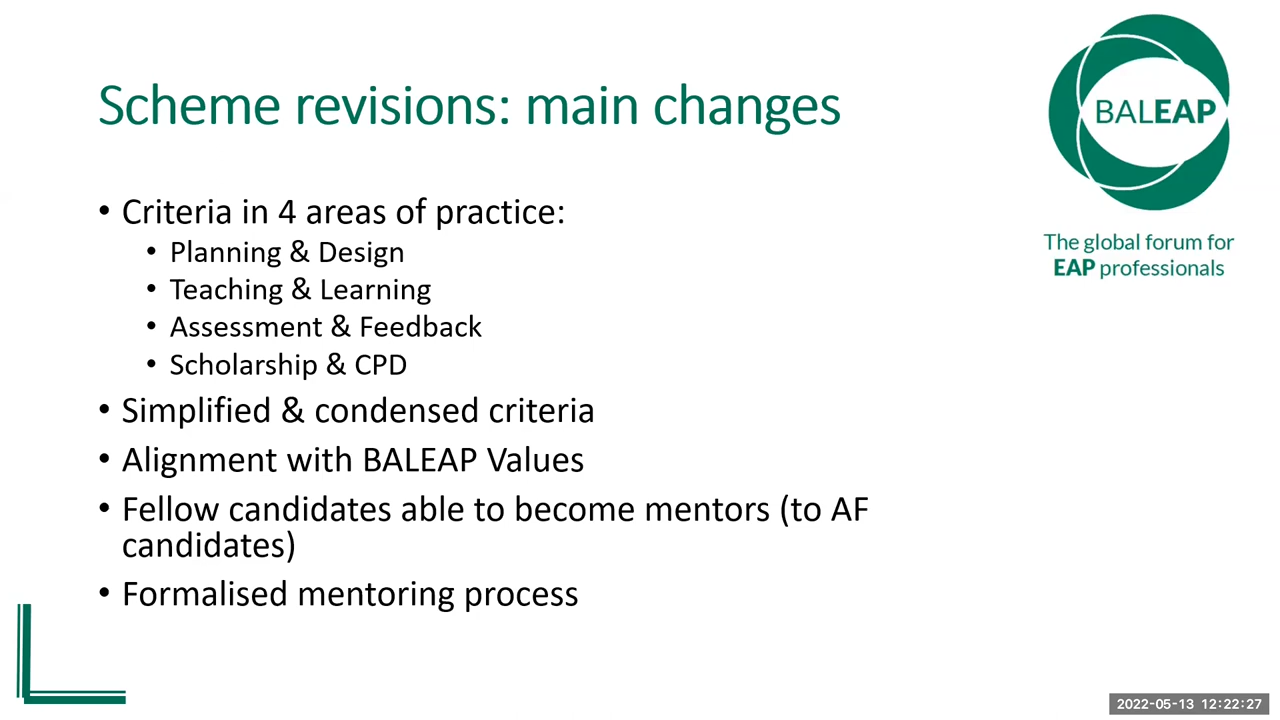 Scheme revisions: main changes
BALEAP
The global forum for
EAP professionals
• Criteria in 4 areas of practice:
• Planning & Design
• Teaching & Learning
• Assessment & Feedback
• Scholarship & CPD
• Simplified & condensed criteria
• Alignment with BALEAP Values
• Fellow candidates able to become mentors (to AF
candidates)
• Formalised mentoring process
2022-05-13 12:22:27